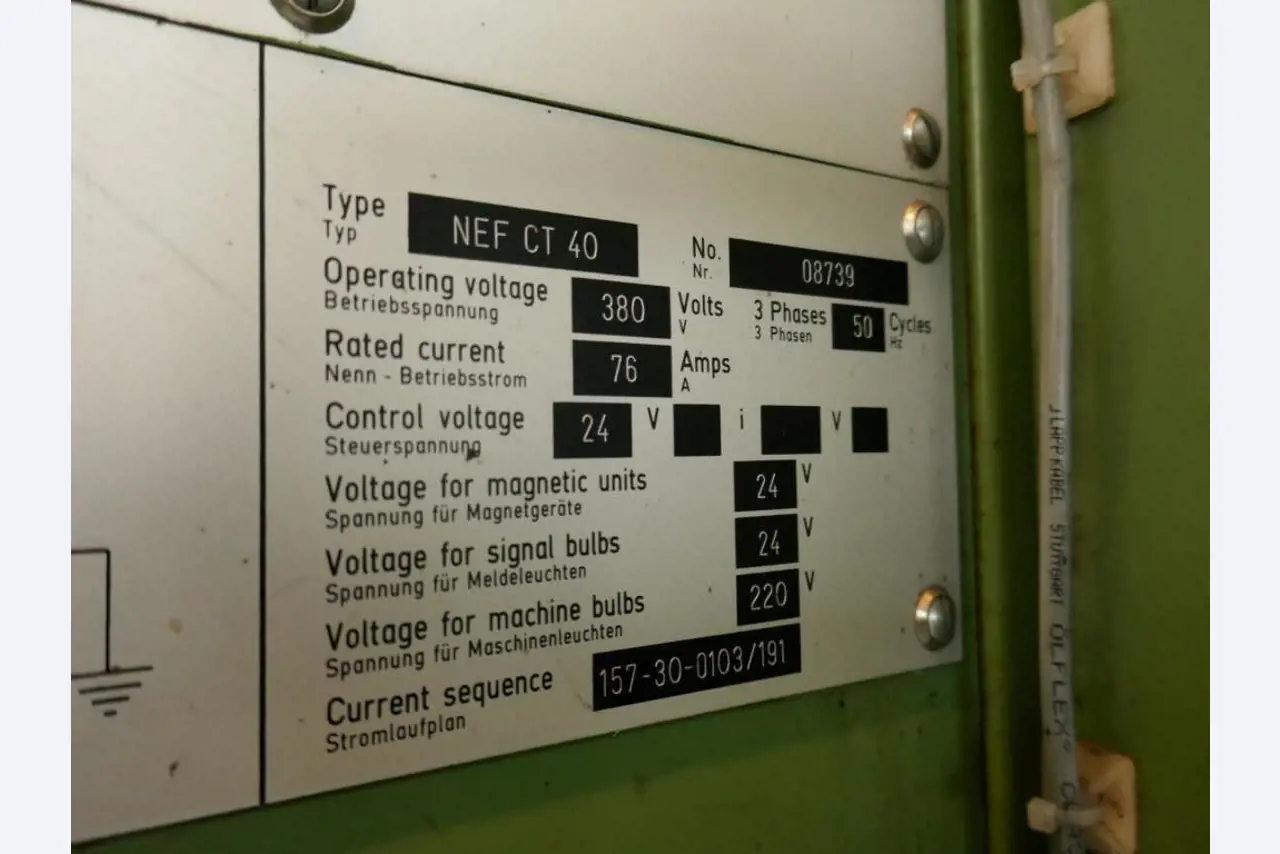 Type NEF CT 40 No. 08739
Typ Nr.
Operating voltage 380 Volts 3 Phases 50 Cycles
Betriebsspannung V 3 Phasen Hz
Rated current 76 Amps
Nenn - Betriebsstrom A
Control voltage 24 V i V
Steuerspannung
Voltage for magnetic units 24 V
Spannung für Magnetgeräte
Voltage for signal bulbs 24 V
Spannung für Meldeleuchten
Voltage for machine bulbs 220 V
Spannung für Maschinenleuchten
Current sequence 157-30-0103/191
Stromlaufplan
LAPP KABEL STUTTGART ÖLFLEX®